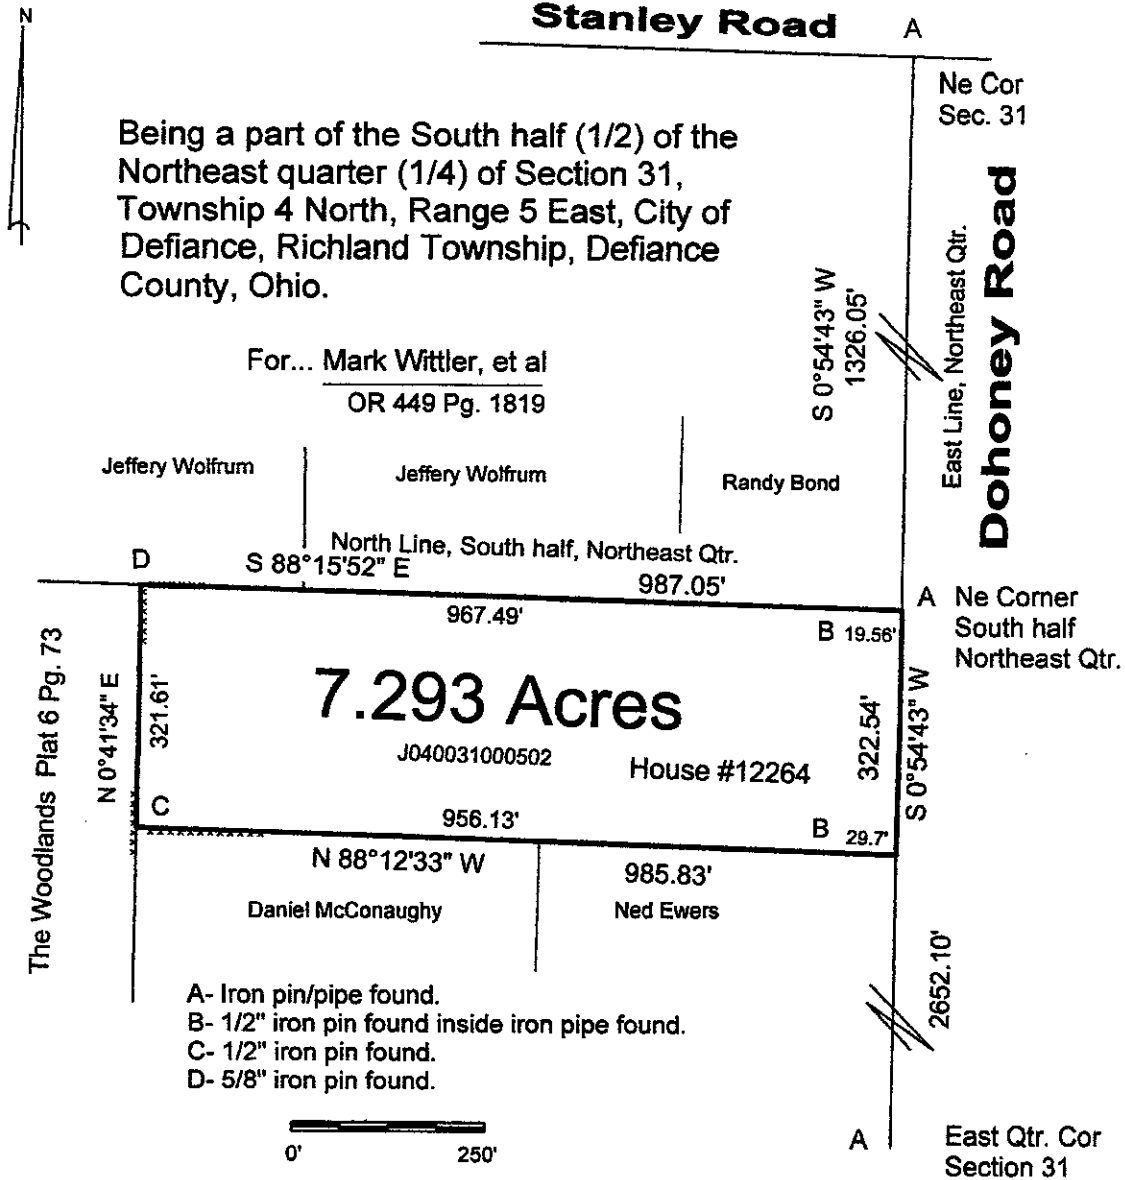 N
Stanley Road
A
Ne Cor
Sec. 31
Being a part of the South half (1/2) of the
Northeast quarter (1/4) of Section 31,
Township 4 North, Range 5 East, City of
Defiance, Richland Township, Defiance
County, Ohio.
Dohoney Road
East Line, Northeast Qtr.
S 0°54'43" W
1326.05'
For... Mark Wittler, et al
OR 449 Pg. 1819
Jeffery Wolfrum
Jeffery Wolfrum
Randy Bond
North Line, South half, Northeast Qtr.
D
S 88°15'52" E
987.05'
A
Ne Corner
South half
Northeast Qtr.
967.49'
B
19.56'
The Woodlands Plat 6 Pg. 73
N 0°41'34" E
321.61'
7.293 Acres
J040031000502
House #12264
322.54'
S 0°54'43" W
C
956.13'
B
29.7'
N 88°12'33" W
985.83'
Daniel McConaughy
Ned Ewers
2652.10'
A- Iron pin/pipe found.
B- 1/2" iron pin found inside iron pipe found.
C- 1/2" iron pin found.
D- 5/8" iron pin found.
0'
250'
A
East Qtr. Cor
Section 31